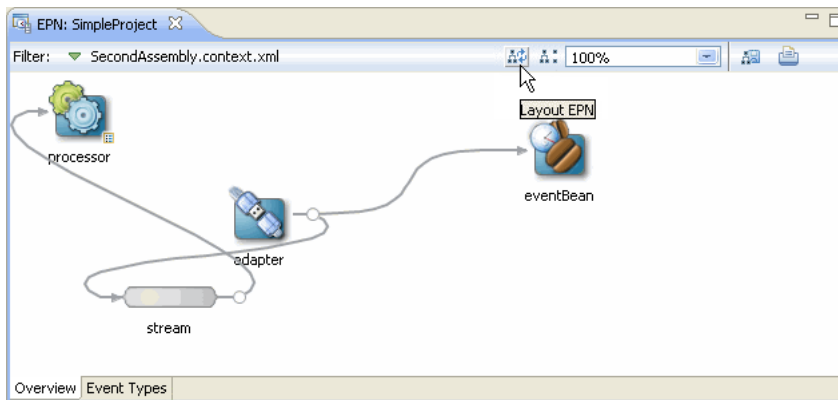 EPN: SimpleProject
Filter: SecondAssembly.context.xml 100%
Layout EPN
processor
eventBean
adapter
stream
Overview Event Types